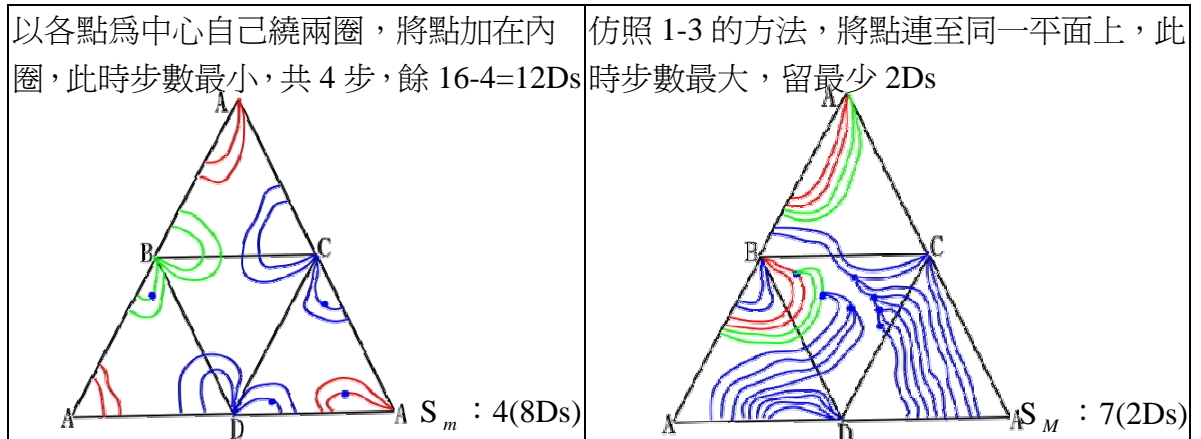 以各點為中心自己繞兩圈,將點加在內
圈,此時步數最小,共 4 步,餘 16-4=12Ds
A
B
C
A
D
A
S m :4(8Ds)
仿照 1-3 的方法,將點連至同一平面上,此
時步數最大,留最少 2Ds
A
B
C
A
D
A
S M :7(2Ds)